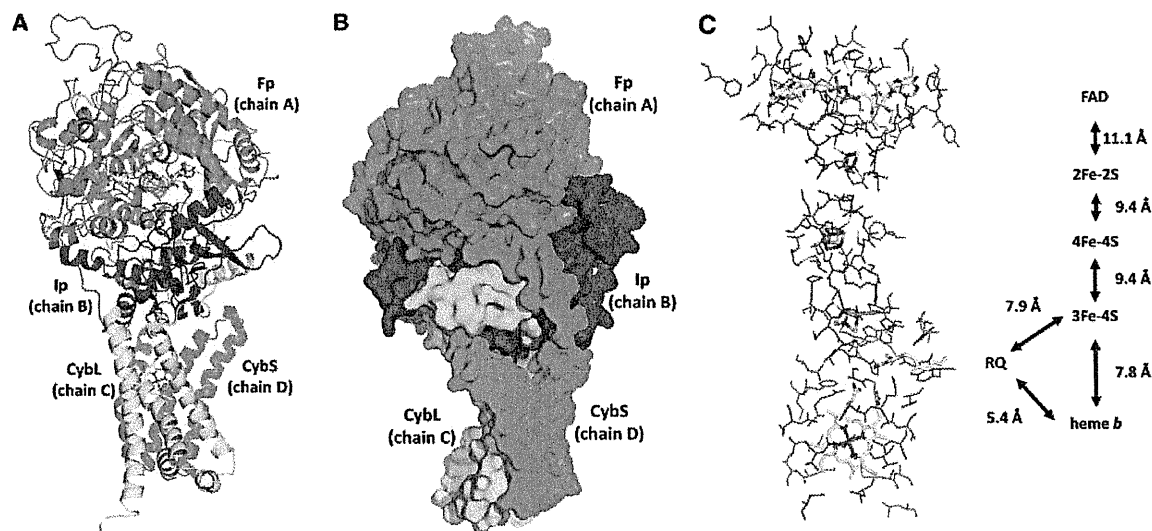 A
Fp
(chain A)
Ip
(chain B)
CybL
(chain C)
CybS
(chain D)
B
Fp
(chain A)
Ip
(chain B)
CybL
(chain C)
CybS
(chain D)
C
FAD
11.1 Å
2Fe-2S
9.4 Å
4Fe-4S
9.4 Å
7.9 Å
3Fe-4S
RQ
7.8 Å
5.4 Å
heme b